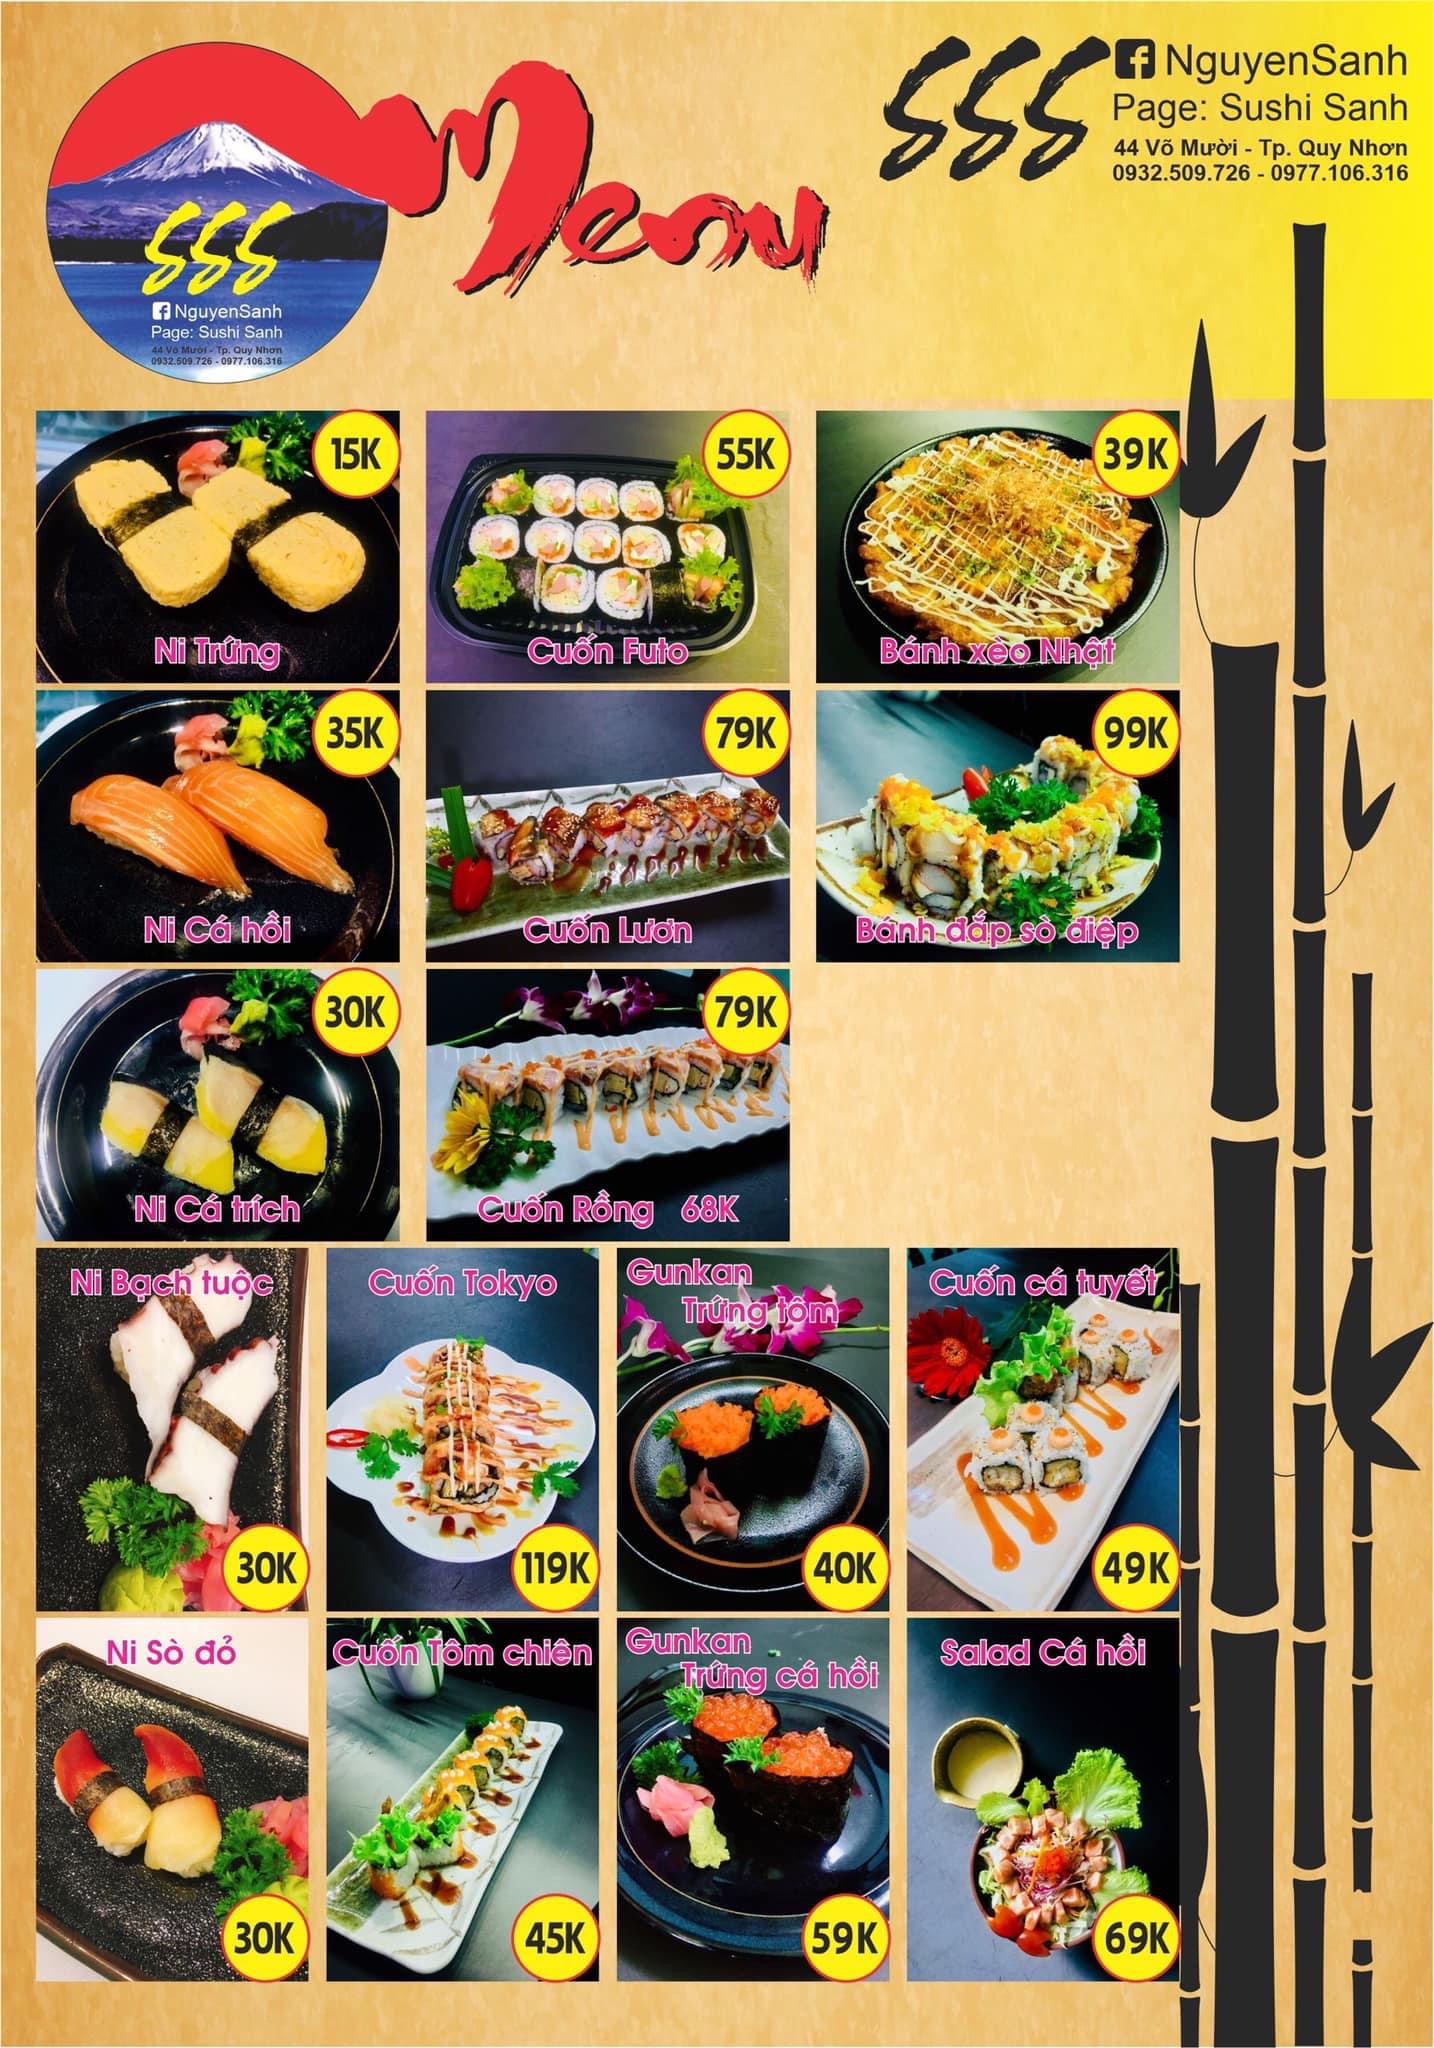 Menu
SSS
NguyenSanh
Page: Sushi Sanh
44 Võ Mười - Tp. Quy Nhơn
0932.509.726 - 0977.106.316
SSS
NguyenSanh
Page: Sushi Sanh
44 Võ Mười - Tp. Quy Nhơn
0932.509.726 - 0977.106.316
15K
Ni Trứng
55K
Cuốn Futo
39K
Bánh xèo Nhật
35K
Ni Cá hồi
79K
Cuốn Lươn
99K
Bánh đắp sò điệp
30K
Ni Cá trích
79K
Cuốn Rồng 68K
Ni Bạch tuộc
30K
Cuốn Tokyo
119K
Gunkan
Trứng tôm
40K
Cuốn cá tuyết
49K
Ni Sò đỏ
30K
Cuốn Tôm chiên
45K
Gunkan
Trứng cá hồi
59K
Salad Cá hồi
69K